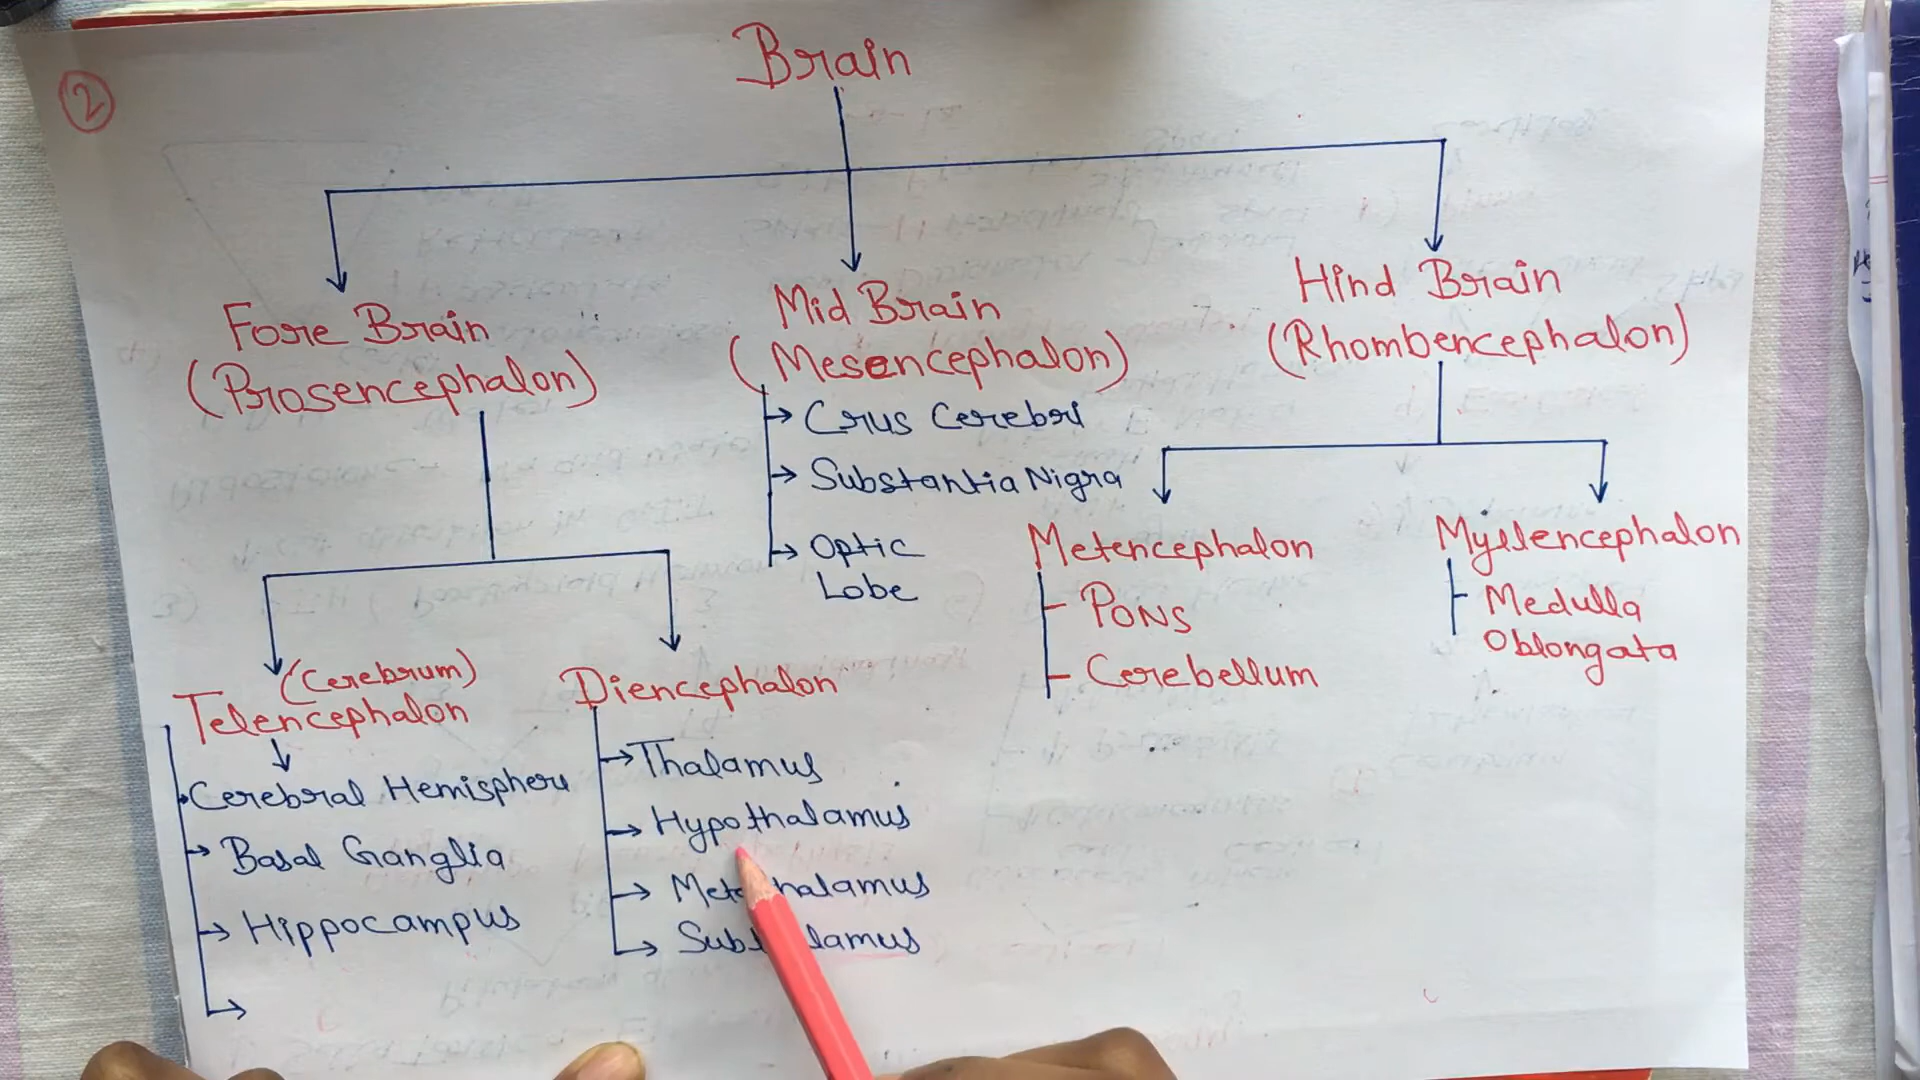 2
Brain
Fore Brain
(Prosencephalon)
Mid Brain
(Mesencephalon)
Crus Cerebri
Substantia Nigra
Optic
Lobe
Hind Brain
(Rhombencephalon)
Metencephalon
PONS
Cerebellum
Myelencephalon
Medulla
Oblongata
(Cerebrum)
Telencephalon
Cerebral Hemisphere
Basal Ganglia
Hippocampus
Diencephalon
Thalamus
Hypothalamus